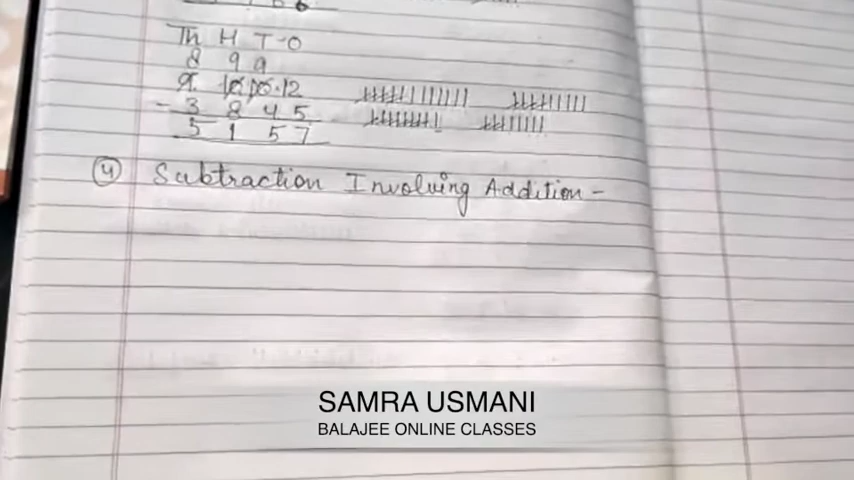 Th H T-O
8 9 9
9. 10 10.12
- 3 8 4 5
5 1 5 7
(4) Subtraction Involving Addition -
SAMRA USMANI
BALAJEE ONLINE CLASSES